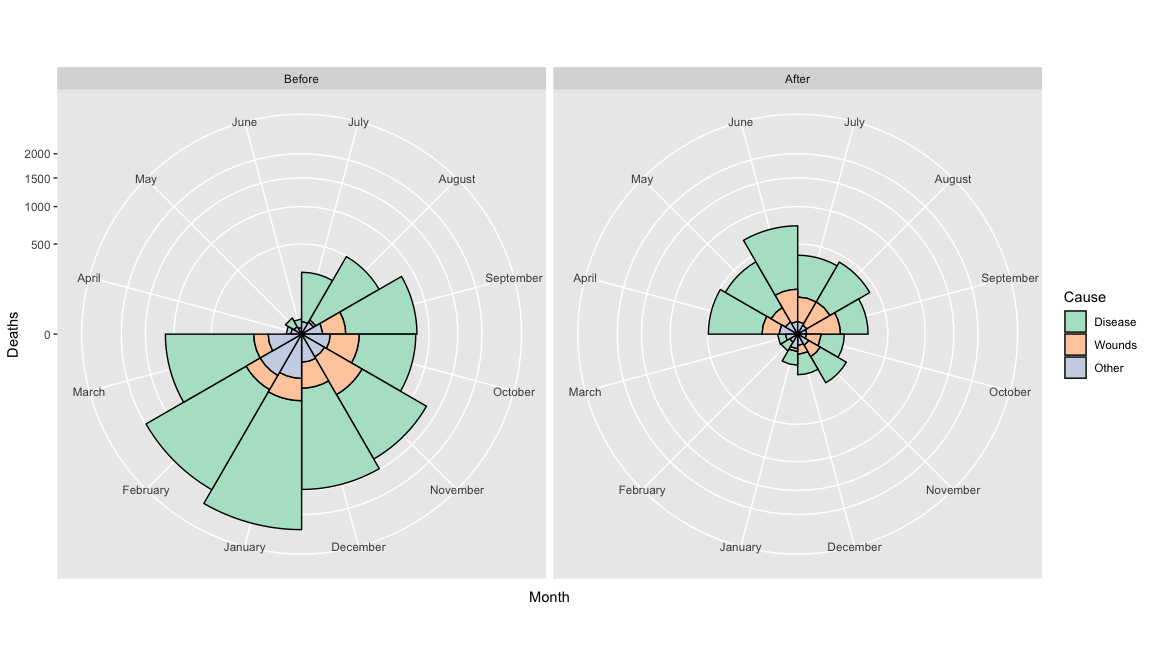 Before
After
June
July
June
July
2000
1500
May
August
May
August
1000
500
April
September
April
September
Cause
Disease
0
Deaths
Wounds
Other
March
October
March
October
February
November
February
November
January
December
January
December
Month